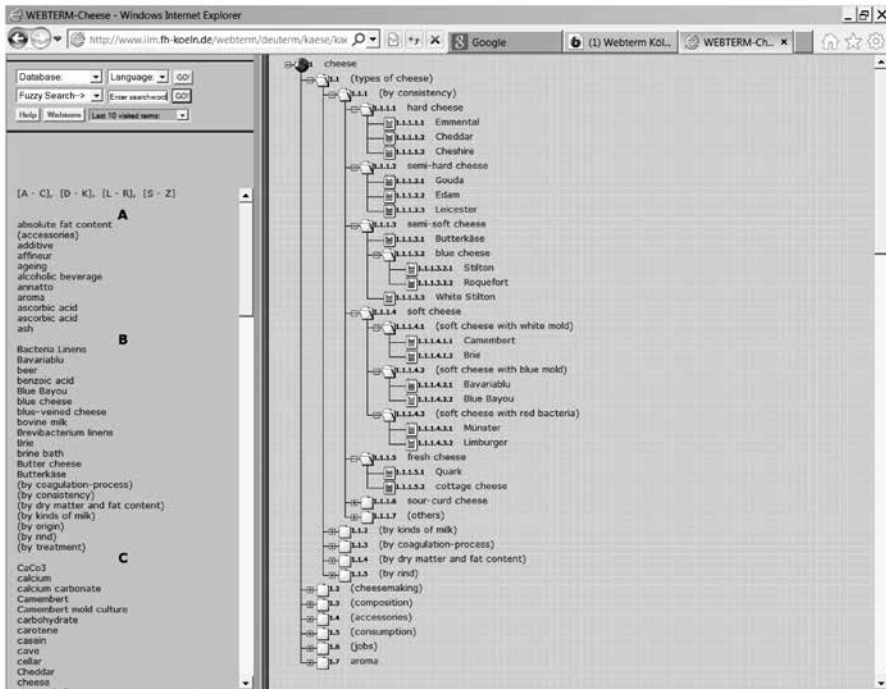 WEBTERM-Cheese - Windows Internet Explorer
http://www.iim.fh-koeln.de/webterm/deuterm/kaese/kae
Google
(1) Webterm Köl...
WEBTERM-Ch...
Database:
Language:
GO!
Fuzzy Search-->
Enter searchword
GO!
Help
Webterm
Last 10 visited terms:
[A - C], [D - K], [L - R], [S - Z]
A
absolute fat content
(accessories)
additive
affineur
ageing
alcoholic beverage
annatto
aroma
ascorbic acid
ascorbic acid
ash
B
Bacteria Linens
Bavariablu
beer
benzoic acid
Blue Bayou
blue cheese
blue-veined cheese
bovine milk
Brevibacterium linens
Brie
brine bath
Butter cheese
Butterkäse
(by coagulation-process)
(by consistency)
(by dry matter and fat content)
(by kinds of milk)
(by origin)
(by rind)
(by treatment)
C
CaCo3
calcium
calcium carbonate
Camembert
Camembert mold culture
carbohydrate
carotene
casein
cave
cellar
Cheddar
cheese
1 cheese
1.1 (types of cheese)
1.1.1 (by consistency)
1.1.1.1 hard cheese
1.1.1.1.1 Emmental
1.1.1.1.2 Cheddar
1.1.1.1.3 Cheshire
1.1.1.2 semi-hard cheese
1.1.1.2.1 Gouda
1.1.1.2.2 Edam
1.1.1.2.3 Leicester
1.1.1.3 semi-soft cheese
1.1.1.3.1 Butterkäse
1.1.1.3.2 blue cheese
1.1.1.3.2.1 Stilton
1.1.1.3.2.2 Roquefort
1.1.1.3.3 White Stilton
1.1.1.4 soft cheese
1.1.1.4.1 (soft cheese with white mold)
1.1.1.4.1.1 Camembert
1.1.1.4.1.2 Brie
1.1.1.4.2 (soft cheese with blue mold)
1.1.1.4.2.1 Bavariablu
1.1.1.4.2.2 Blue Bayou
1.1.1.4.3 (soft cheese with red bacteria)
1.1.1.4.3.1 Münster
1.1.1.4.3.2 Limburger
1.1.1.5 fresh cheese
1.1.1.5.1 Quark
1.1.1.5.2 cottage cheese
1.1.1.6 sour-curd cheese
1.1.1.7 (others)
1.1.2 (by kinds of milk)
1.1.3 (by coagulation-process)
1.1.4 (by dry matter and fat content)
1.1.5 (by rind)
1.2 (cheesemaking)
1.3 (composition)
1.4 (accessories)
1.5 (consumption)
1.6 (jobs)
1.7 aroma